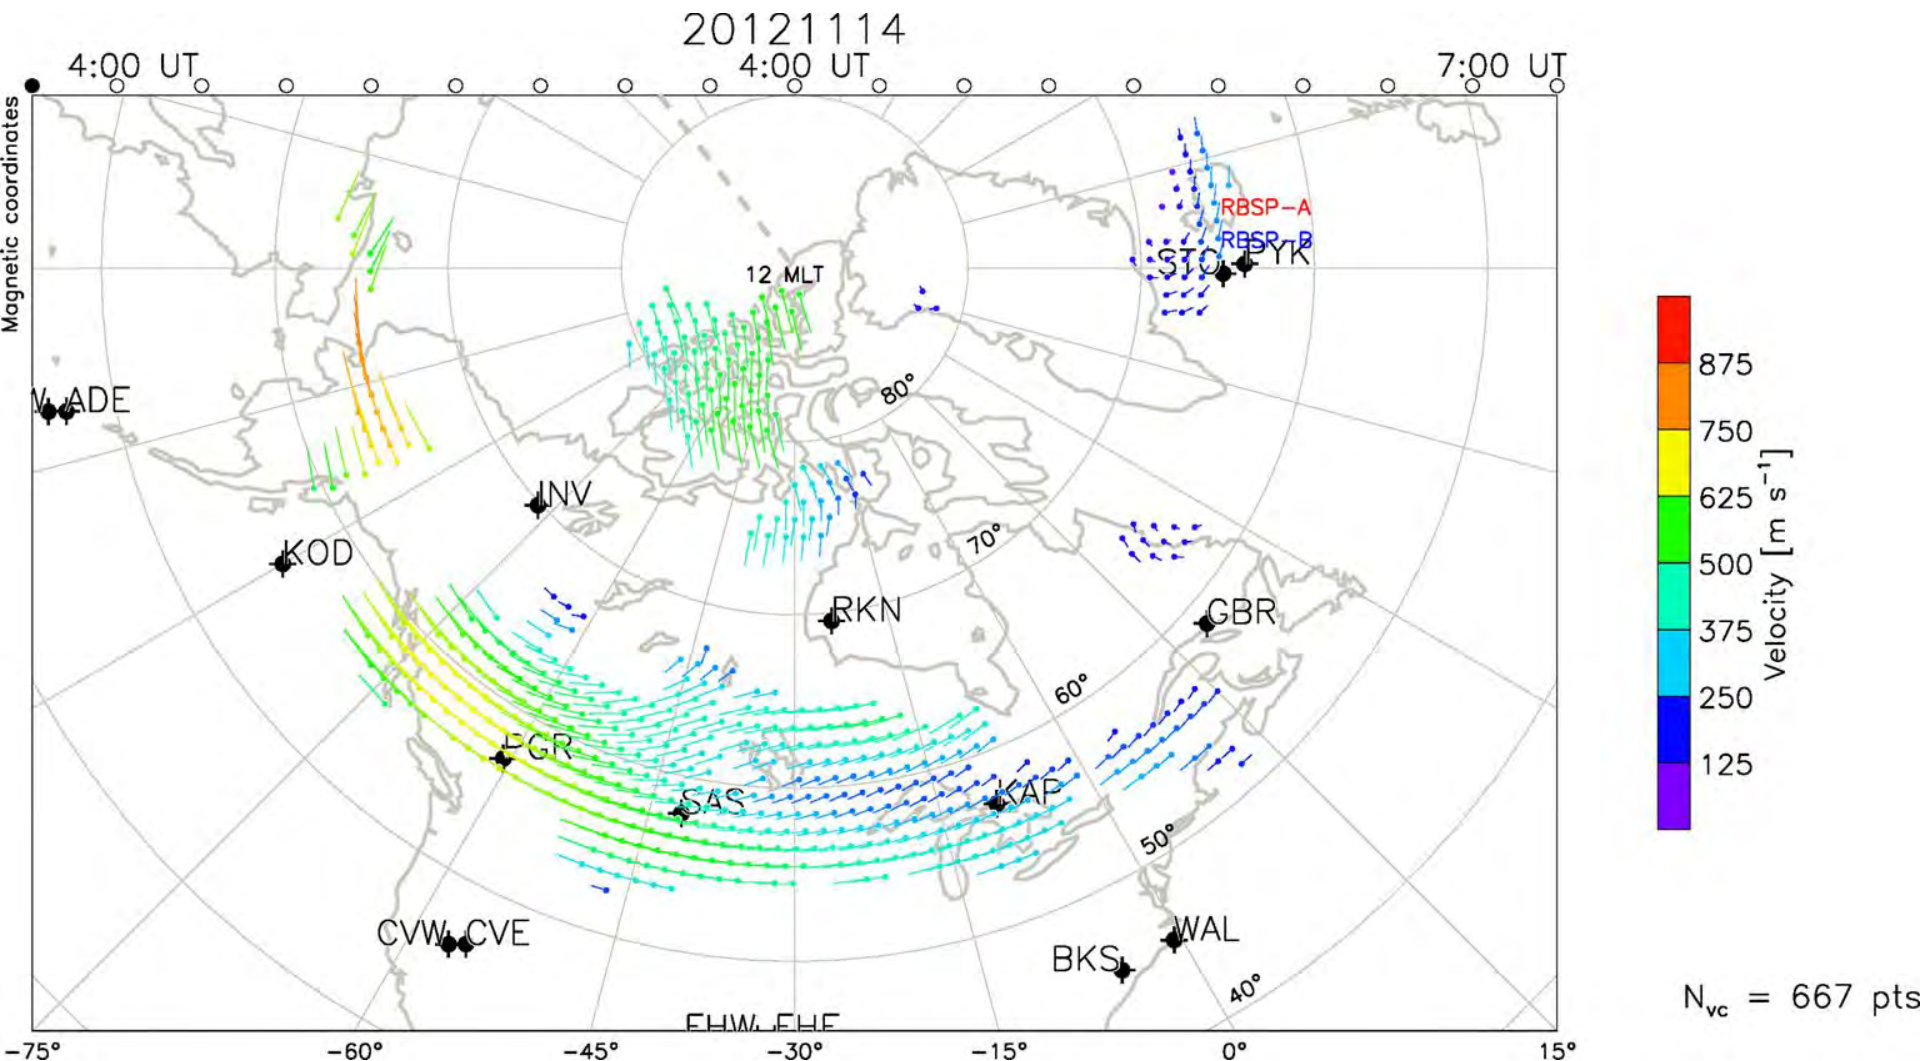 20121114
4:00 UT 4:00 UT 7:00 UT
Magnetic coordinates
RBSP-A
RBSP-B
STO PYK
12 MLT
80°
W ADE
INV
70°
KOD
RKN
GBR
60°
PGR
SAS
KAP
50°
CVW CVE
WAL
BKS
40°
FHW FHE
-75° -60° -45° -30° -15° 0° 15°
875
750
625
500
375
250
125
Velocity [m s⁻¹]
Nvc = 667 pts